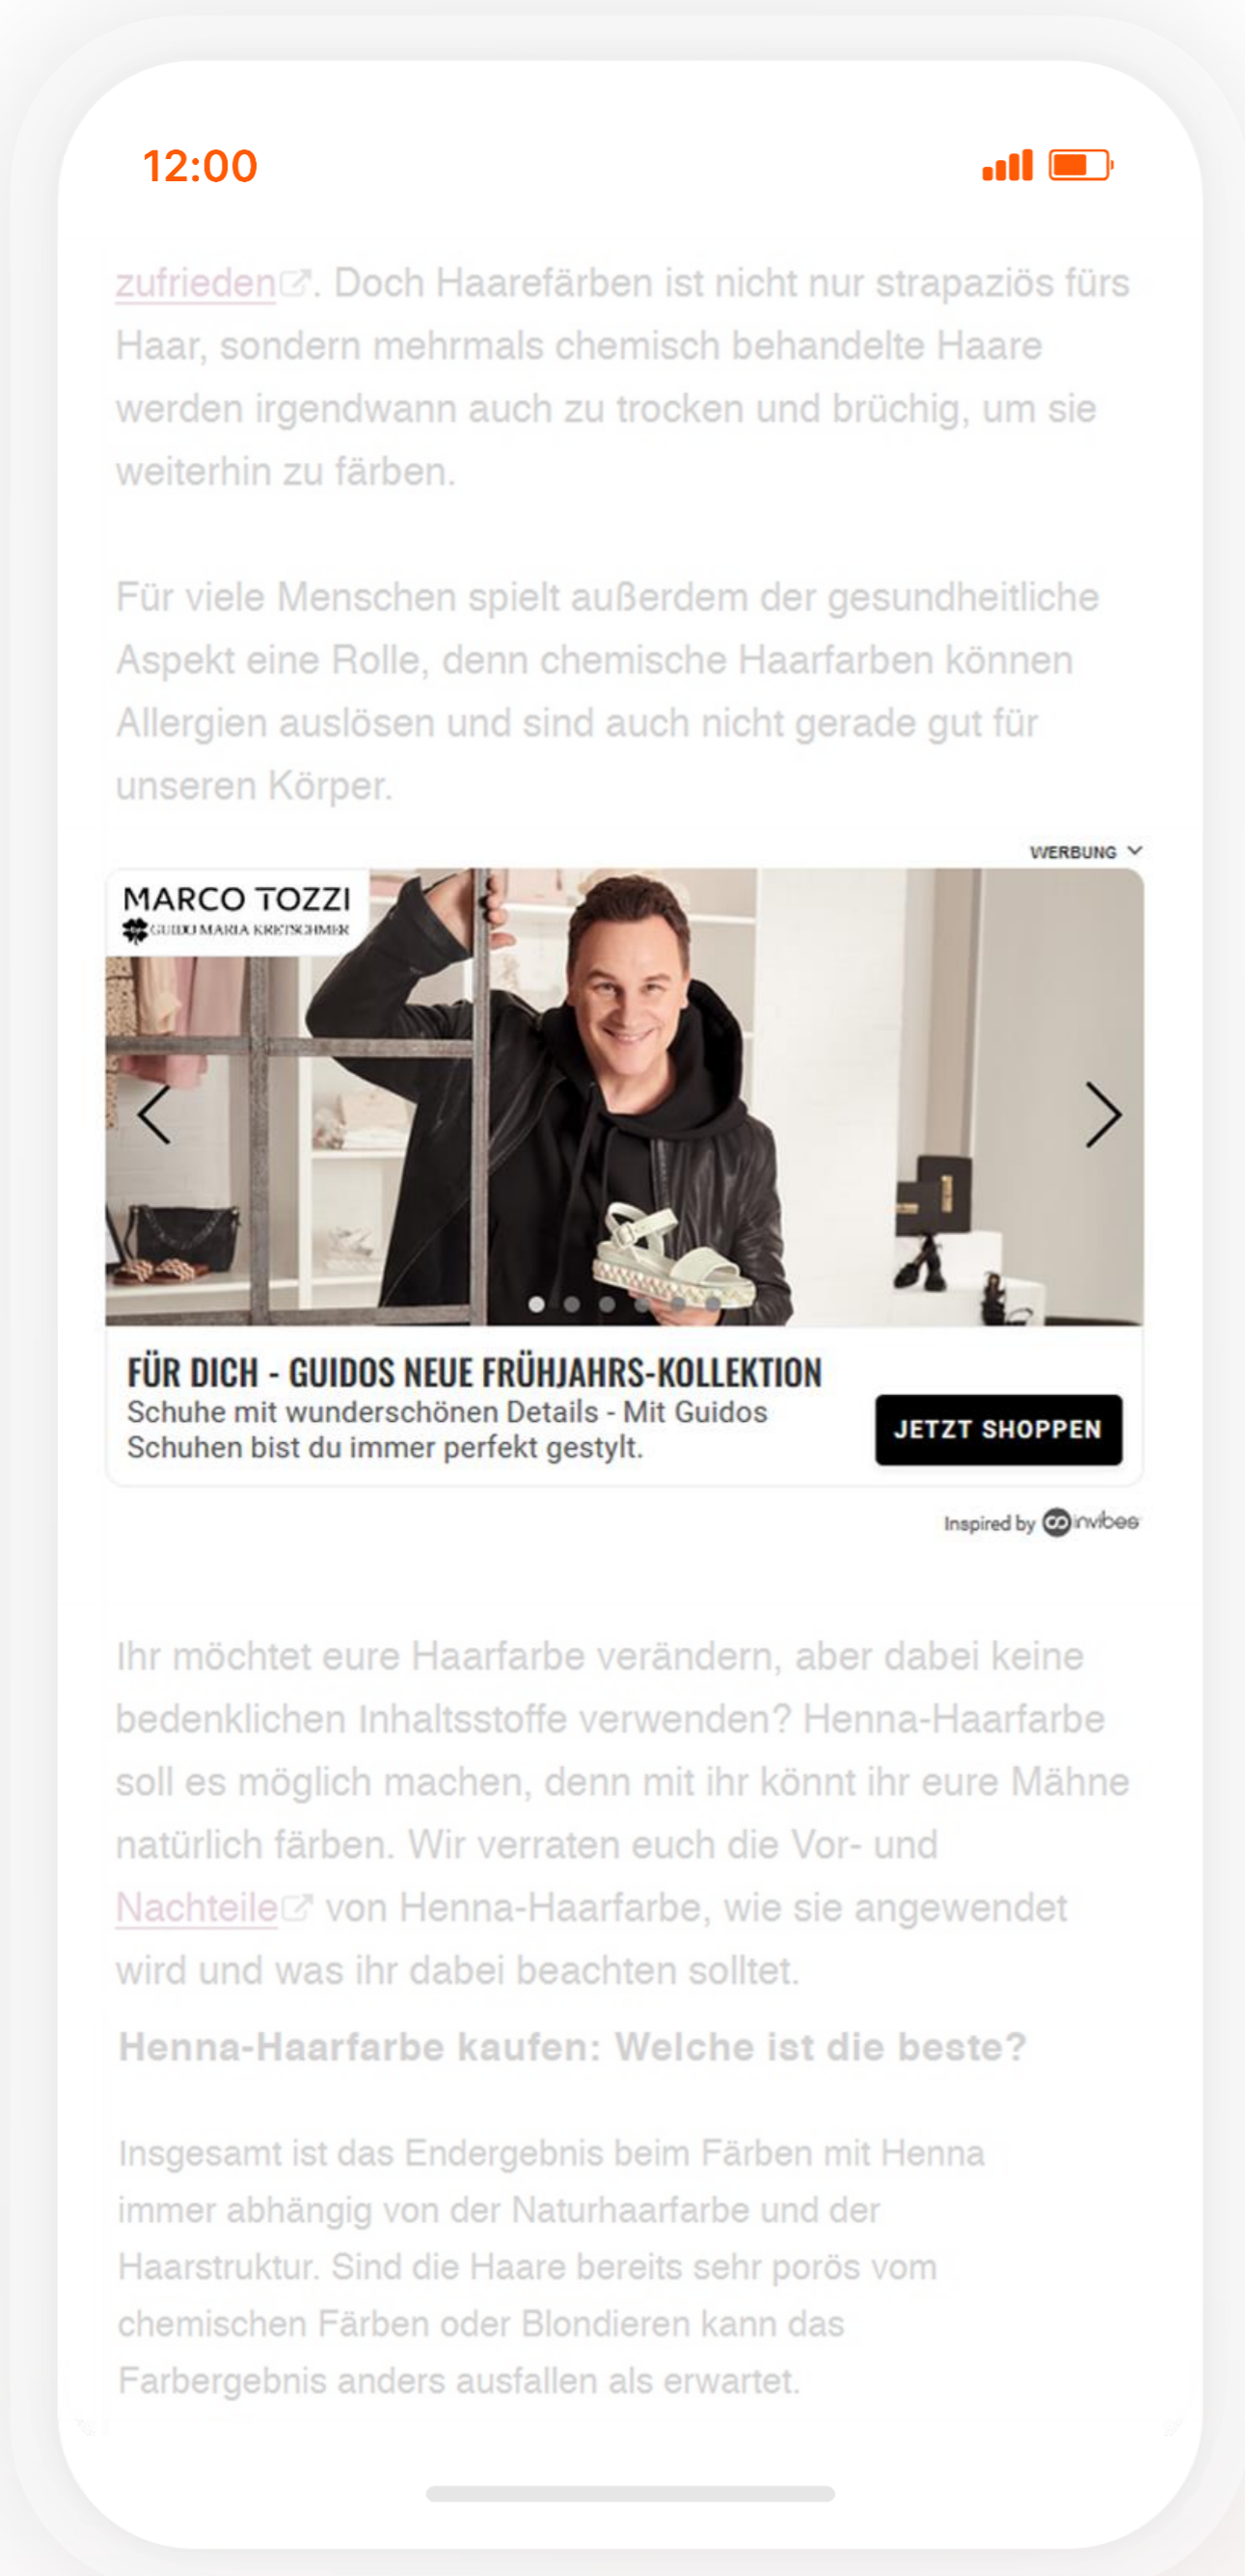 12:00
zufrieden. Doch Haarefärben ist nicht nur strapaziös fürs
Haar, sondern mehrmals chemisch behandelte Haare
werden irgendwann auch zu trocken und brüchig, um sie
weiterhin zu färben.
Für viele Menschen spielt außerdem der gesundheitliche
Aspekt eine Rolle, denn chemische Haarfarben können
Allergien auslösen und sind auch nicht gerade gut für
unseren Körper.
WERBUNG
MARCO TOZZI
GUIDO MARIA KRETSCHMER
FÜR DICH - GUIDOS NEUE FRÜHJAHRS-KOLLEKTION
Schuhe mit wunderschönen Details - Mit Guidos
Schuhen bist du immer perfekt gestylt.
JETZT SHOPPEN
Inspired by invibes
Ihr möchtet eure Haarfarbe verändern, aber dabei keine
bedenklichen Inhaltsstoffe verwenden? Henna-Haarfarbe
soll es möglich machen, denn mit ihr könnt ihr eure Mähne
natürlich färben. Wir verraten euch die Vor- und
Nachteile von Henna-Haarfarbe, wie sie angewendet
wird und was ihr dabei beachten solltet.
Henna-Haarfarbe kaufen: Welche ist die beste?
Insgesamt ist das Endergebnis beim Färben mit Henna
immer abhängig von der Naturhaarfarbe und der
Haarstruktur. Sind die Haare bereits sehr porös vom
chemischen Färben oder Blondieren kann das
Farbergebnis anders ausfallen als erwartet.